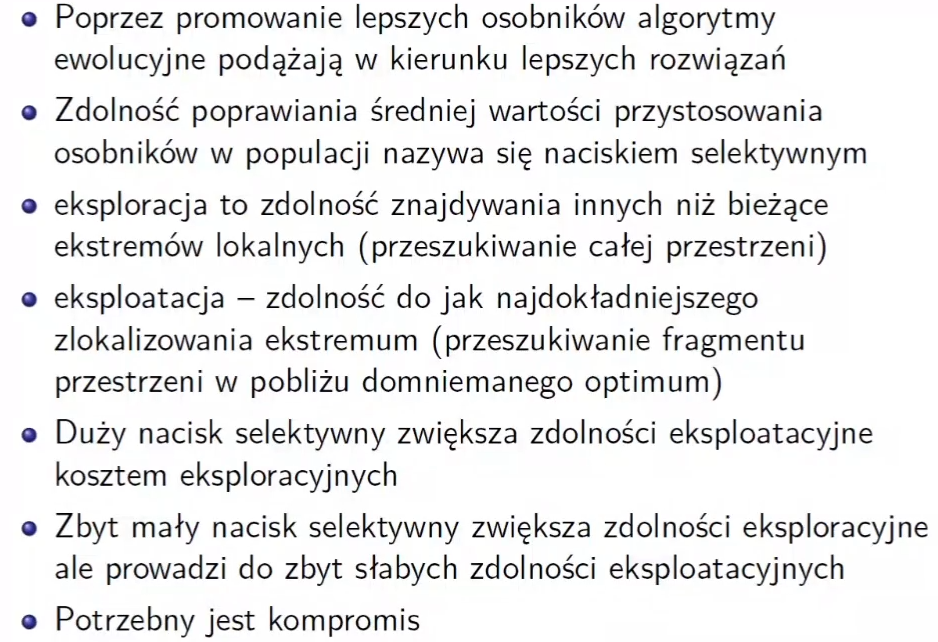 Poprzez promowanie lepszych osobników algorytmy
ewolucyjne podążają w kierunku lepszych rozwiązań
Zdolność poprawiania średniej wartości przystosowania
osobników w populacji nazywa się naciskiem selektywnym
eksploracja to zdolność znajdywania innych niż bieżące
ekstremów lokalnych (przeszukiwanie całej przestrzeni)
eksploatacja – zdolność do jak najdokładniejszego
zlokalizowania ekstremum (przeszukiwanie fragmentu
przestrzeni w pobliżu domniemanego optimum)
Duży nacisk selektywny zwiększa zdolności eksploatacyjne
kosztem eksploracyjnych
Zbyt mały nacisk selektywny zwiększa zdolności eksploracyjne
ale prowadzi do zbyt słabych zdolności eksploatacyjnych
Potrzebny jest kompromis